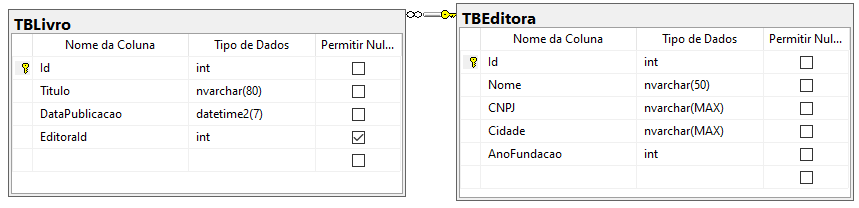 TBLivro
Nome da Coluna Tipo de Dados Permitir Nul...
Id int
Titulo nvarchar(80)
DataPublicacao datetime2(7)
EditoraId int
TBEditora
Nome da Coluna Tipo de Dados Permitir Nul...
Id int
Nome nvarchar(50)
CNPJ nvarchar(MAX)
Cidade nvarchar(MAX)
AnoFundacao int